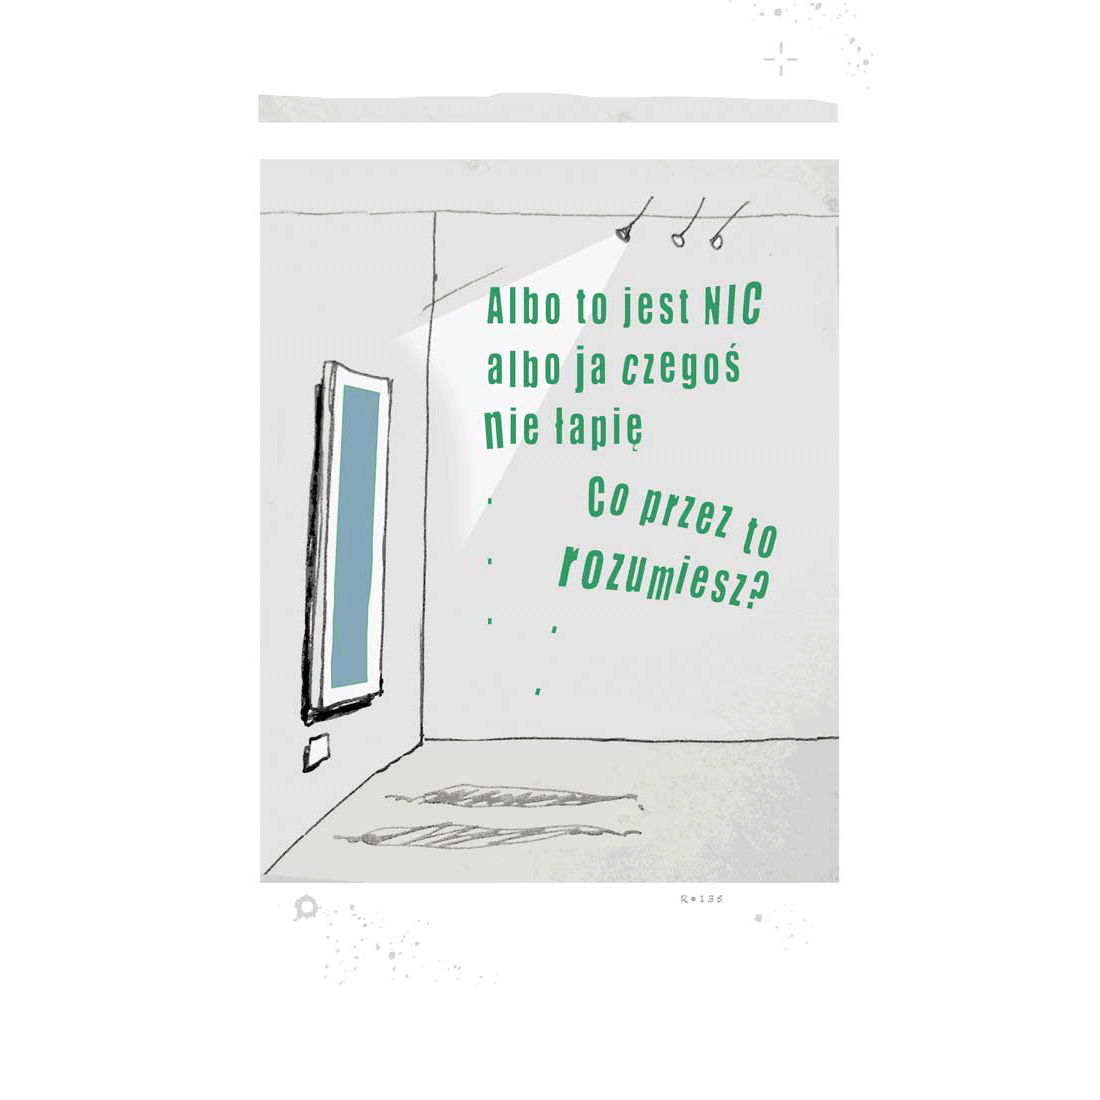 Albo to jest NIC
albo ja czegoś
nie łapię
.
.
.
Co przez to
rozumiesz?
.
.
R•135